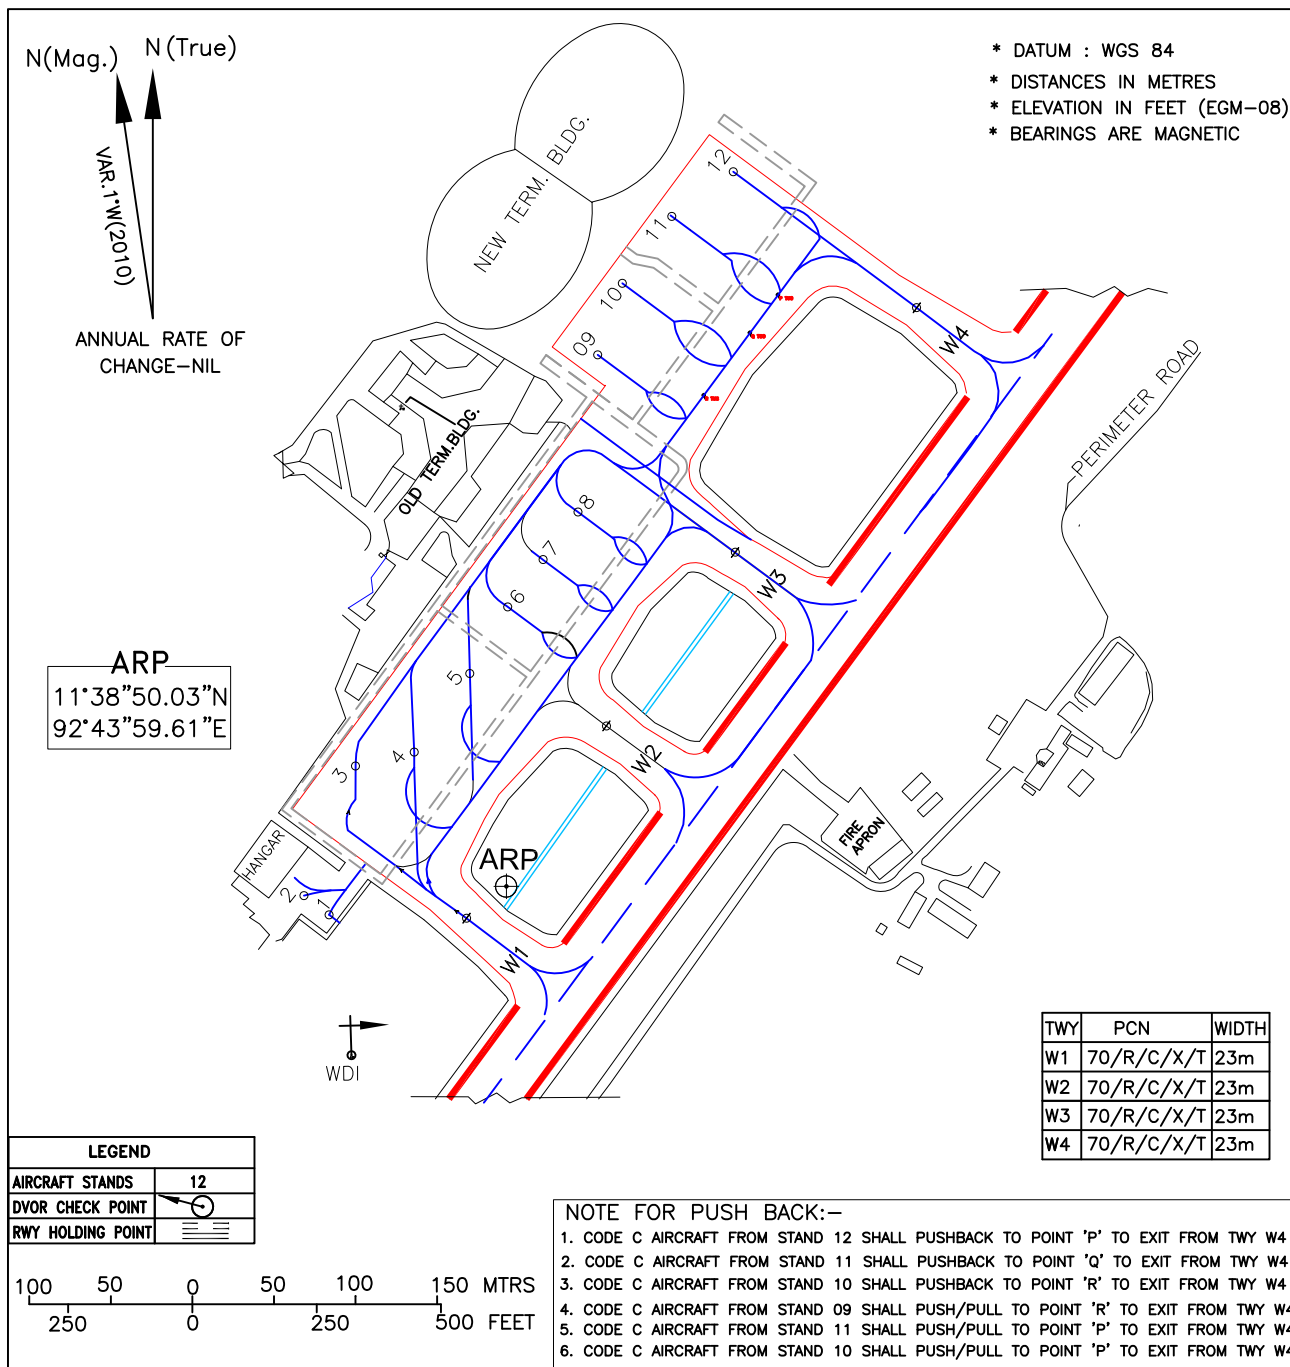 N(Mag.) N(True)
VAR.1°W(2010)
ANNUAL RATE OF
CHANGE-NIL
* DATUM : WGS 84
* DISTANCES IN METRES
* ELEVATION IN FEET (EGM-08)
* BEARINGS ARE MAGNETIC
NEW TERM. BLDG.
12
11
10
09
W4
PERIMETER ROAD
OLD TERM.BLDG.
8
7
6
5
4
3
W3
W2
ARP
11°38"50.03"N
92°43"59.61"E
HANGAR
2
1
ARP
W1
FIRE
APRON
WDI
TWY PCN WIDTH
W1 70/R/C/X/T 23m
W2 70/R/C/X/T 23m
W3 70/R/C/X/T 23m
W4 70/R/C/X/T 23m
LEGEND
AIRCRAFT STANDS 12
DVOR CHECK POINT
RWY HOLDING POINT
100 50 0 50 100 150 MTRS
250 0 250 500 FEET
NOTE FOR PUSH BACK:-
1. CODE C AIRCRAFT FROM STAND 12 SHALL PUSHBACK TO POINT 'P' TO EXIT FROM TWY W4
2. CODE C AIRCRAFT FROM STAND 11 SHALL PUSHBACK TO POINT 'Q' TO EXIT FROM TWY W4
3. CODE C AIRCRAFT FROM STAND 10 SHALL PUSHBACK TO POINT 'R' TO EXIT FROM TWY W4
4. CODE C AIRCRAFT FROM STAND 09 SHALL PUSH/PULL TO POINT 'R' TO EXIT FROM TWY W4
5. CODE C AIRCRAFT FROM STAND 11 SHALL PUSH/PULL TO POINT 'P' TO EXIT FROM TWY W4
6. CODE C AIRCRAFT FROM STAND 10 SHALL PUSH/PULL TO POINT 'P' TO EXIT FROM TWY W4